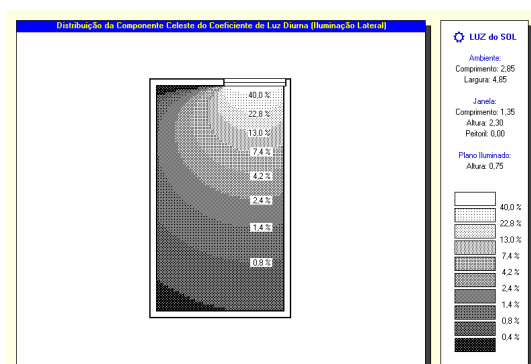 Distribuição da Componente Celeste do Coeficiente de Luz Diurna (Iluminação Lateral)
40,0 %
22,8 %
13,0 %
7,4 %
4,2 %
2,4 %
1,4 %
0,8 %
LUZ do SOL
Ambiente:
Comprimento: 2,85
Largura: 4,85
Janela:
Comprimento: 1,35
Altura: 2,30
Peitoril: 0,00
Plano Iluminado:
Altura: 0,75
40,0 %
22,8 %
13,0 %
7,4 %
4,2 %
2,4 %
1,4 %
0,8 %
0,4 %